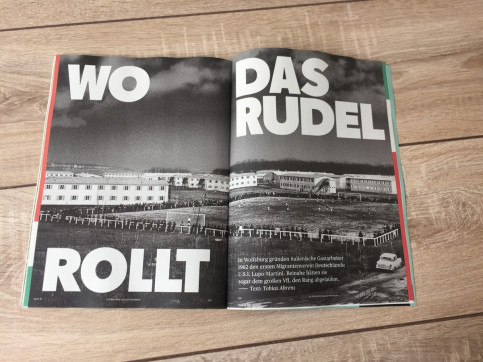 WO
DAS
RUDEL
ROLLT
In Wolfsburg gründen italienische Gastarbeiter
1962 den ersten Migrantenverein Deutschlands:
U.S.I. Lupo Martini. Beinahe hätten sie
sogar dem großen VfL den Rang abgelaufen.
— Text: Tobias Ahrens